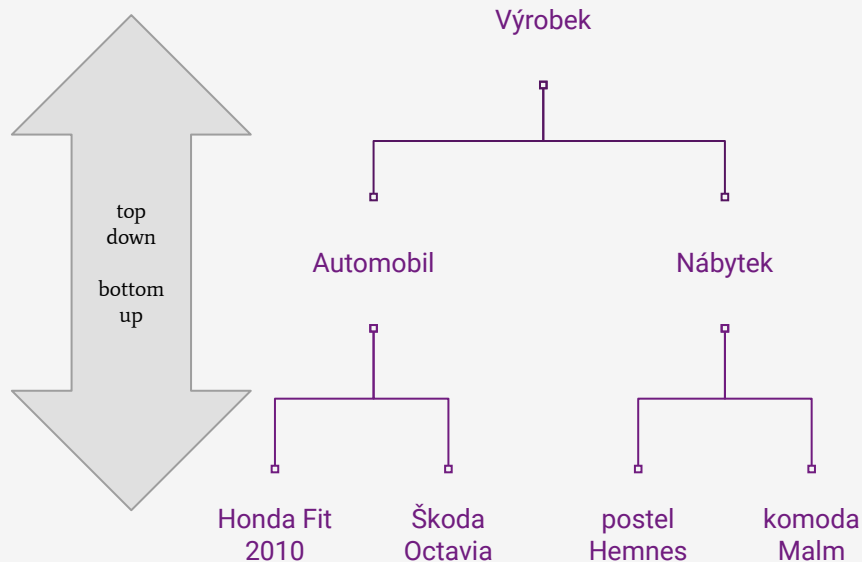 Výrobek
top
down
bottom
up
Automobil
Nábytek
Honda Fit
2010
Škoda
Octavia
postel
Hemnes
komoda
Malm